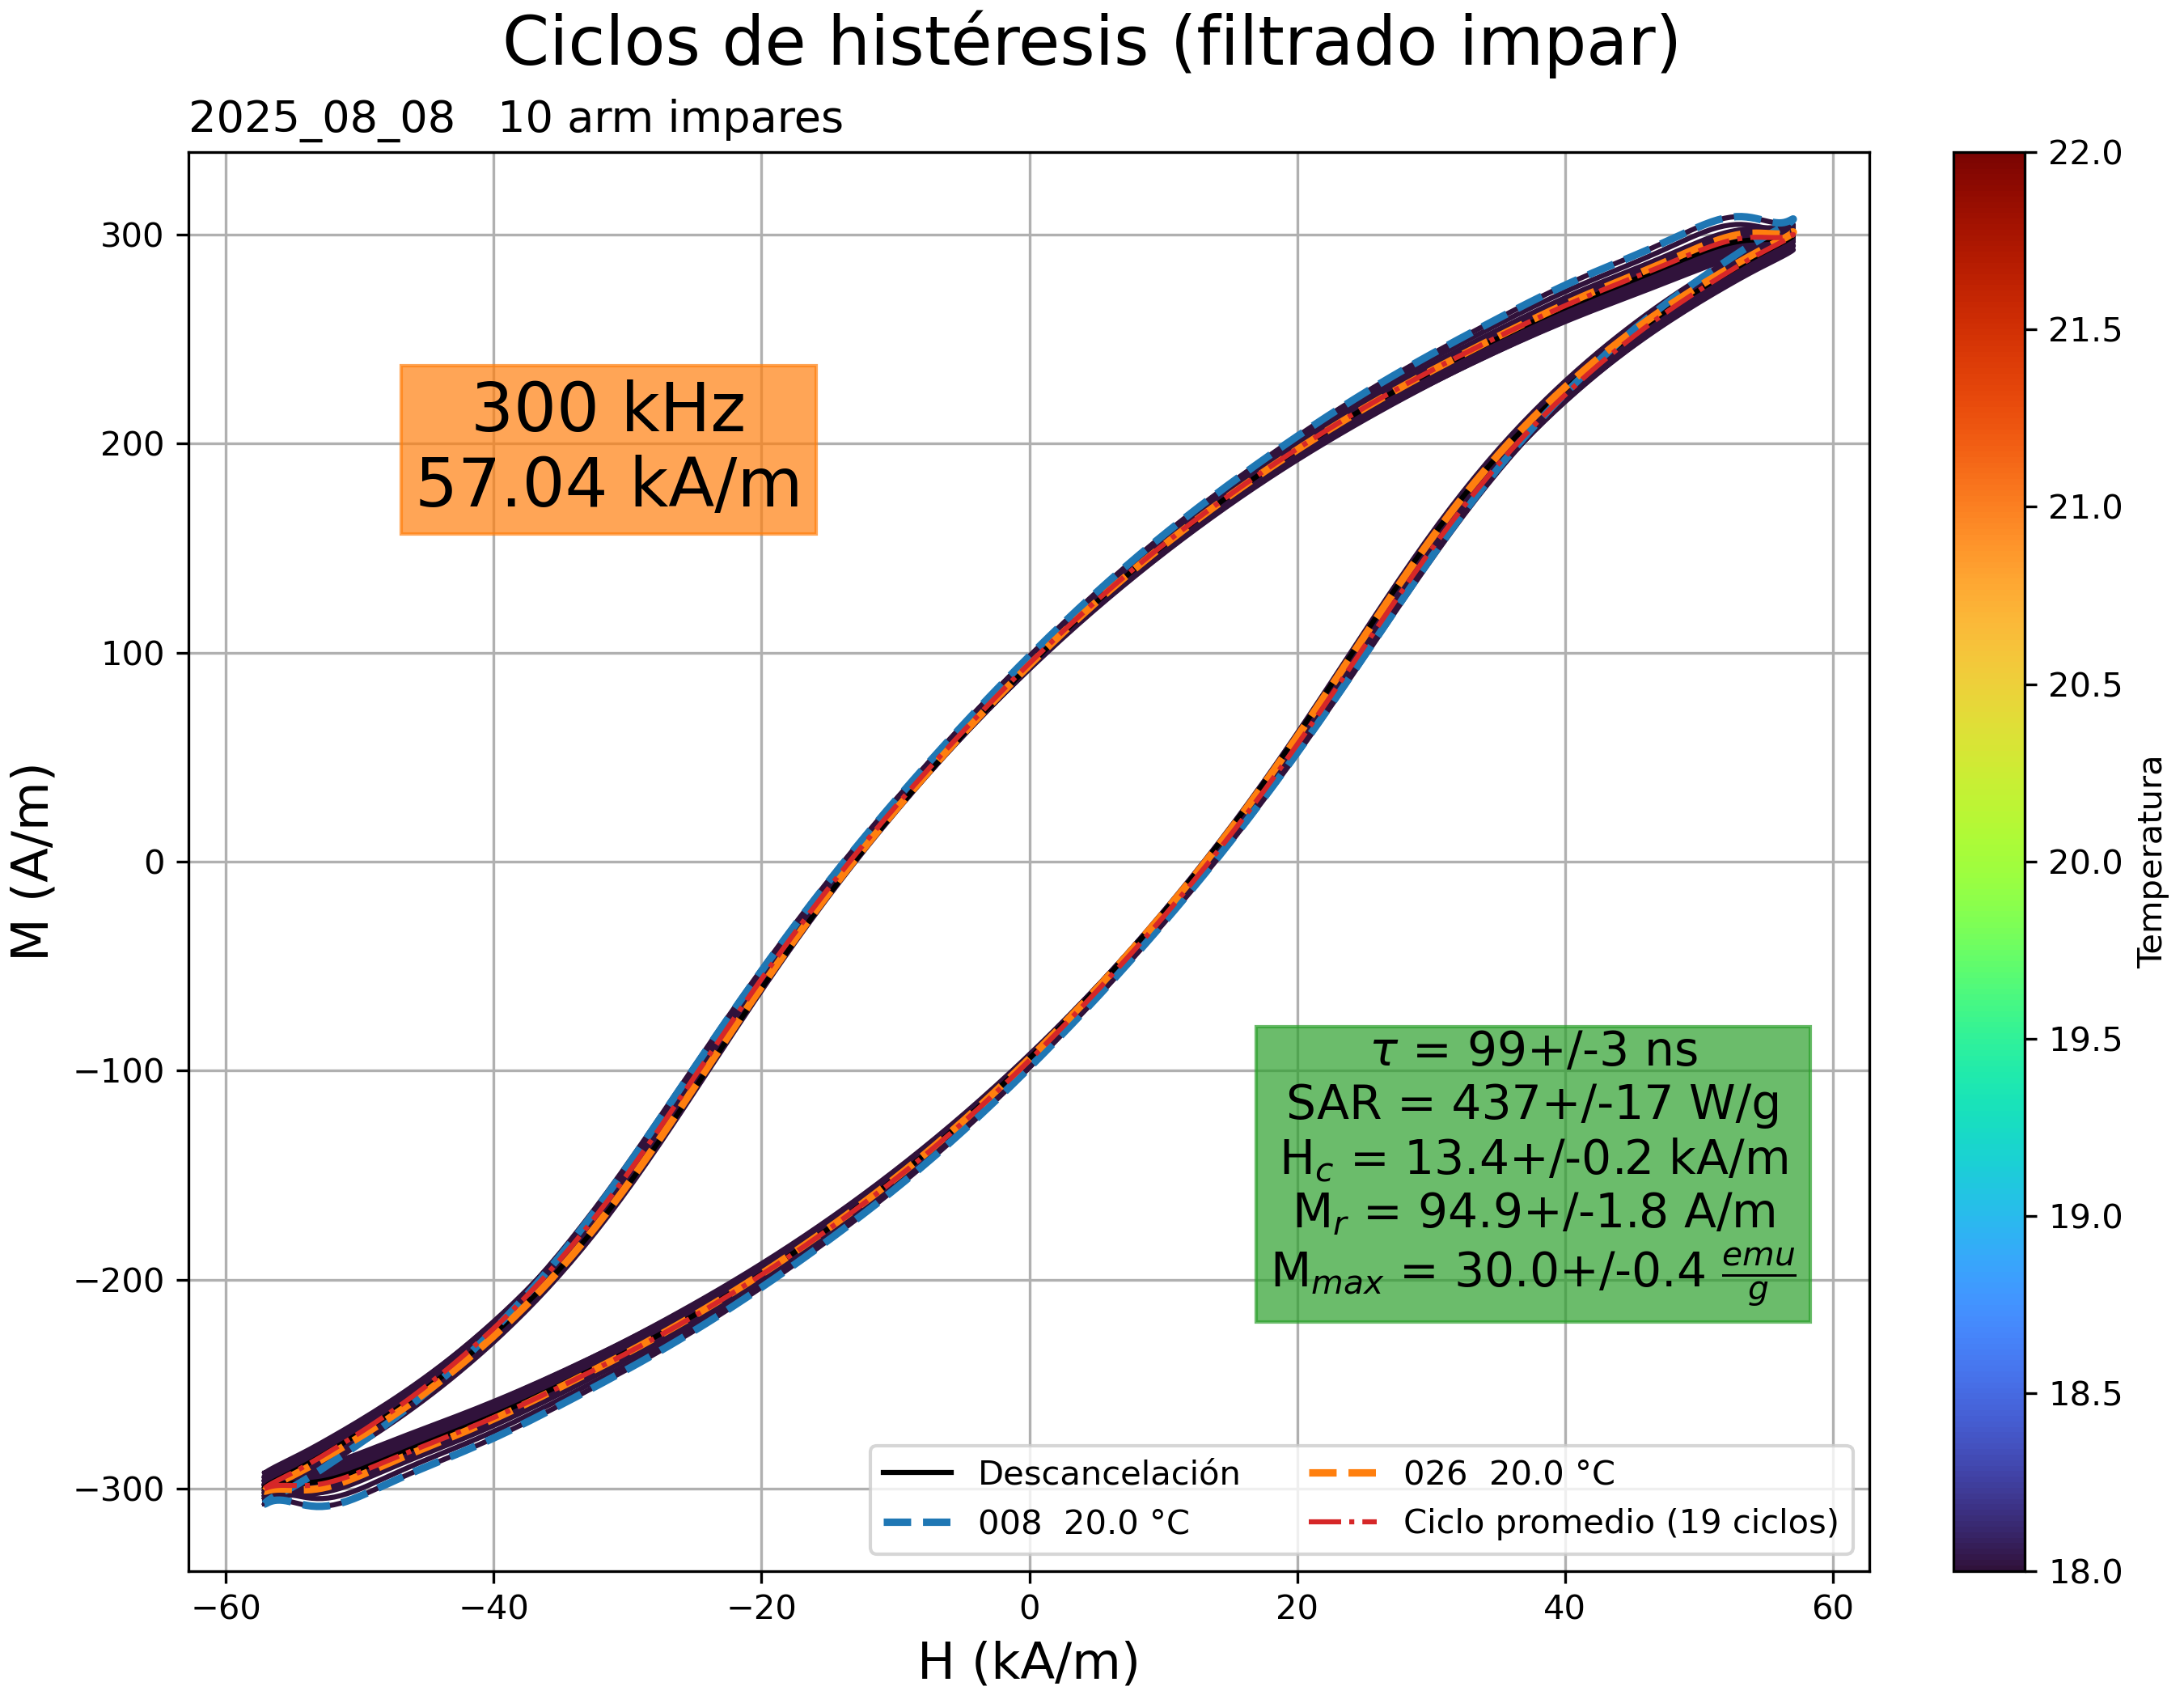 Ciclos de histéresis (filtrado impar)
2025_08_08   10 arm impares
300 kHz
57.04 kA/m
τ = 99+/-3 ns
SAR = 437+/-17 W/g
H_c = 13.4+/-0.2 kA/m
M_r = 94.9+/-1.8 A/m
M_max = 30.0+/-0.4 emu/g
Descancelación
008  20.0 °C
026  20.0 °C
Ciclo promedio (19 ciclos)
M (A/m)
300
200
100
0
−100
−200
−300
−60
−40
−20
0
20
40
60
H (kA/m)
22.0
21.5
21.0
20.5
20.0
19.5
19.0
18.5
18.0
Temperatura